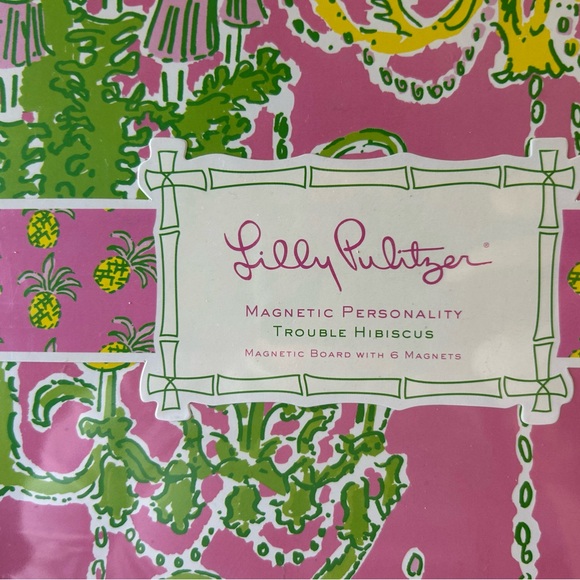 Lilly Pulitzer®
Magnetic Personality
Trouble Hibiscus
Magnetic Board with 6 Magnets